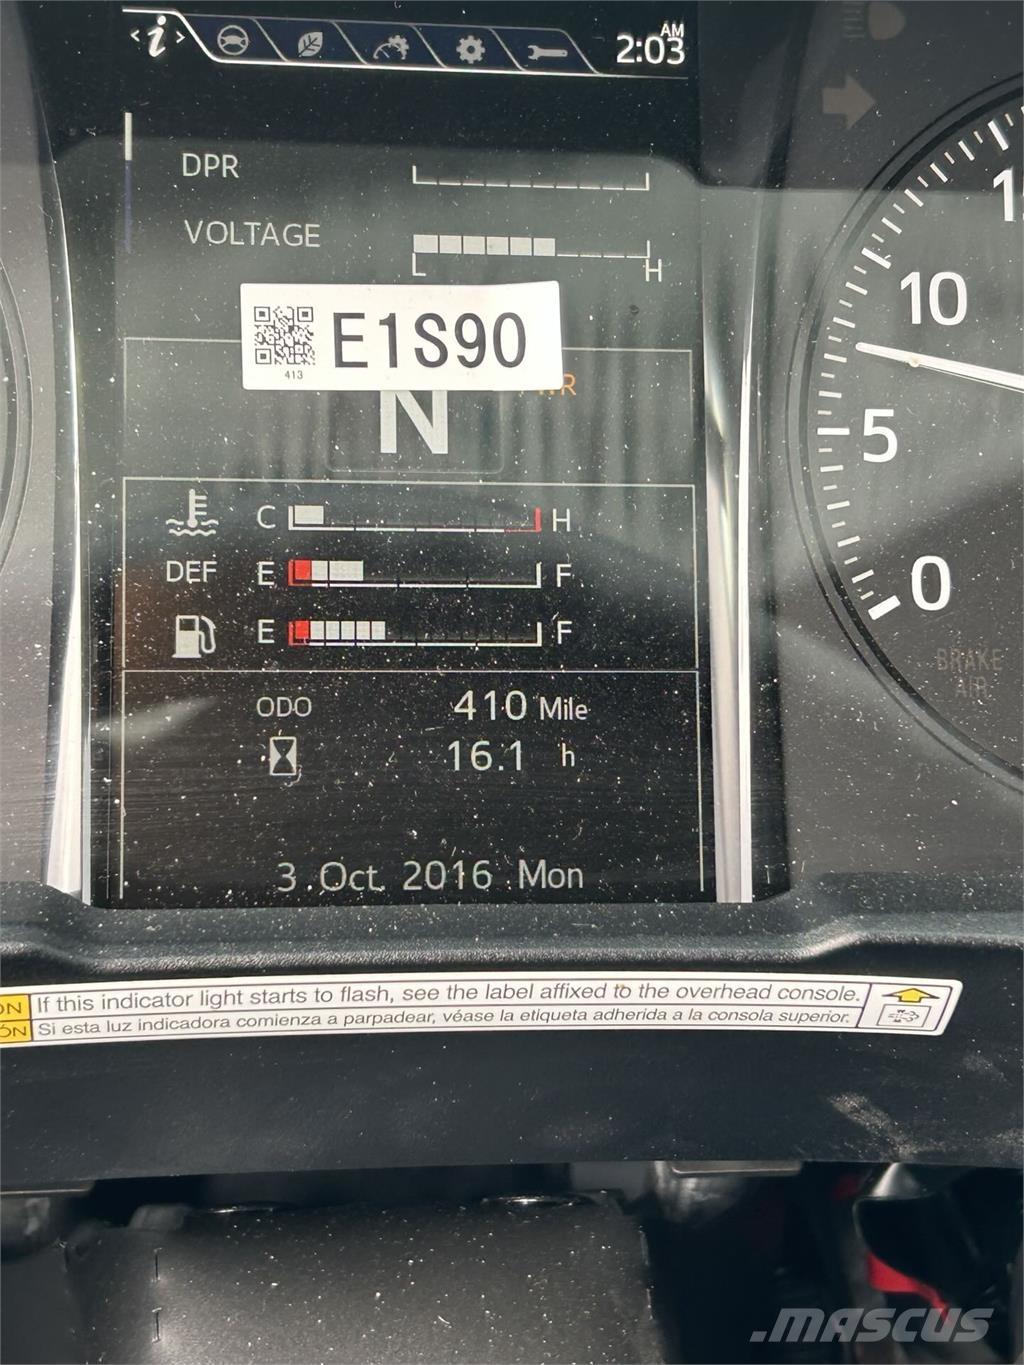 i
AM
2:03
DPR
VOLTAGE
L H
E1S90
413
N
C H
DEF E F
E F
ODO 410 Mile
16.1 h
3 Oct. 2016 Mon
10
5
0
BRAKE
AIR
If this indicator light starts to flash, see the label affixed to the overhead console.
Si esta luz indicadora comienza a parpadear, véase la etiqueta adherida a la consola superior.
.MASCUS